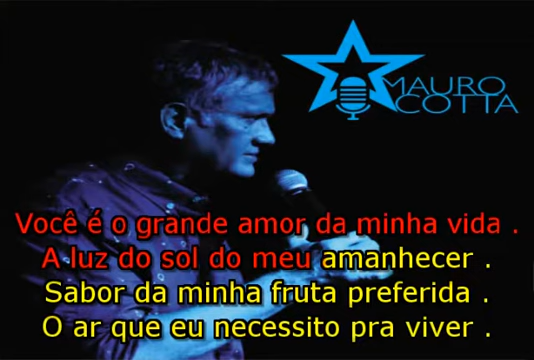 MAURO
COTTA
Você é o grande amor da minha vida .
A luz do sol do meu amanhecer .
Sabor da minha fruta preferida .
O ar que eu necessito pra viver .